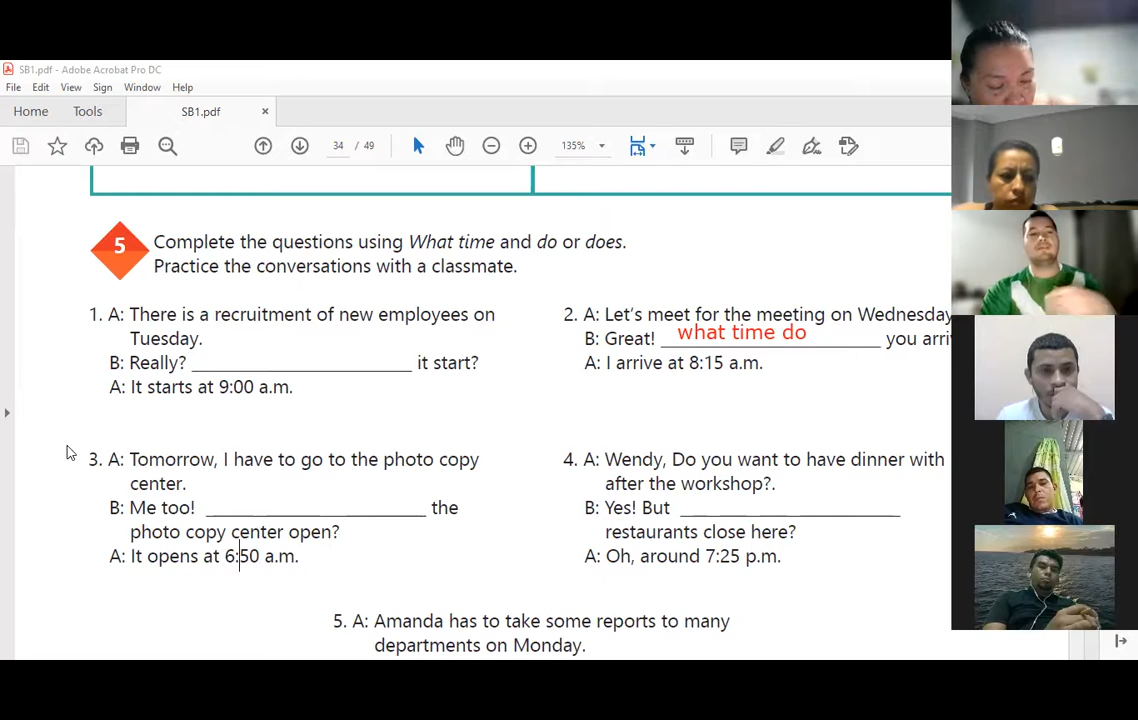 SB1.pdf - Adobe Acrobat Pro DC
File Edit View Sign Window Help
Home Tools SB1.pdf ×
34 / 49 135%
5 Complete the questions using What time and do or does.
Practice the conversations with a classmate.
1. A: There is a recruitment of new employees on
Tuesday.
B: Really? ______________________ it start?
A: It starts at 9:00 a.m.
2. A: Let's meet for the meeting on Wednesday
B: Great! what time do you arri
A: I arrive at 8:15 a.m.
3. A: Tomorrow, I have to go to the photo copy
center.
B: Me too! ______________________ the
photo copy center open?
A: It opens at 6:50 a.m.
4. A: Wendy, Do you want to have dinner with
after the workshop?.
B: Yes! But ______________________
restaurants close here?
A: Oh, around 7:25 p.m.
5. A: Amanda has to take some reports to many
departments on Monday.